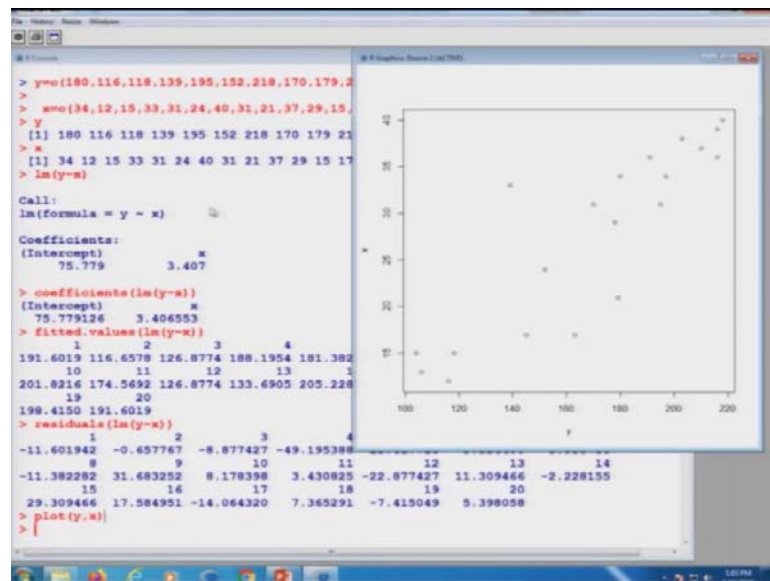 File History Resize Windows
R Console
> y=c(180,116,118,139,195,152,218,170,179,2
>
> x=c(34,12,15,33,31,24,40,31,21,37,29,15,
> y
[1] 180 116 118 139 195 152 218 170 179 21
> x
[1] 34 12 15 33 31 24 40 31 21 37 29 15 17
> lm(y~x)
Call:
lm(formula = y ~ x)
Coefficients:
(Intercept) x
75.779 3.407
> coefficients(lm(y~x))
(Intercept) x
75.779126 3.406553
> fitted.values(lm(y~x))
1 2 3 4
191.6019 116.6578 126.8774 188.1954 181.382
10 11 12 13 1
201.8216 174.5692 126.8774 133.6905 205.228
19 20
198.4150 191.6019
> residuals(lm(y~x))
1 2 3 4
-11.601942 -0.657767 -8.877427 -49.195388
8 9 10 11 12 13 14
-11.382282 31.683252 8.178398 3.430825 -22.877427 11.309466 -2.228155
15 16 17 18 19 20
29.309466 17.584951 -14.064320 7.365291 -7.415049 5.398058
> plot(y,x)
>
R Graphics: Device 2 (ACTIVE)
40
35
30
x
25
20
15
100 120 140 160 180 200 220
y
5:03 PM